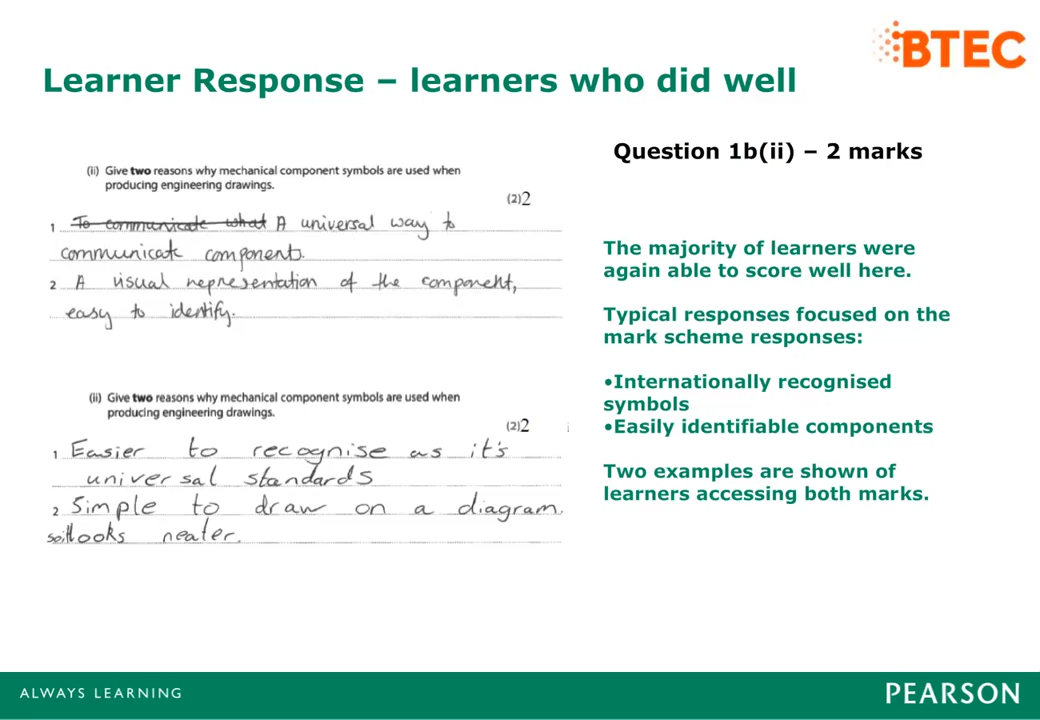 BTEC
Learner Response – learners who did well
Question 1b(ii) – 2 marks
(ii) Give two reasons why mechanical component symbols are used when
producing engineering drawings.
(2) 2
1 To communicate what A universal way to
communicate components.
2 A visual representation of the component,
easy to identify.
(ii) Give two reasons why mechanical component symbols are used when
producing engineering drawings.
(2) 2
1 Easier to recognise as it's
universal standards
2 Simple to draw on a diagram.
so it looks neater.
The majority of learners were
again able to score well here.
Typical responses focused on the
mark scheme responses:
•Internationally recognised
symbols
•Easily identifiable components
Two examples are shown of
learners accessing both marks.
ALWAYS LEARNING
PEARSON